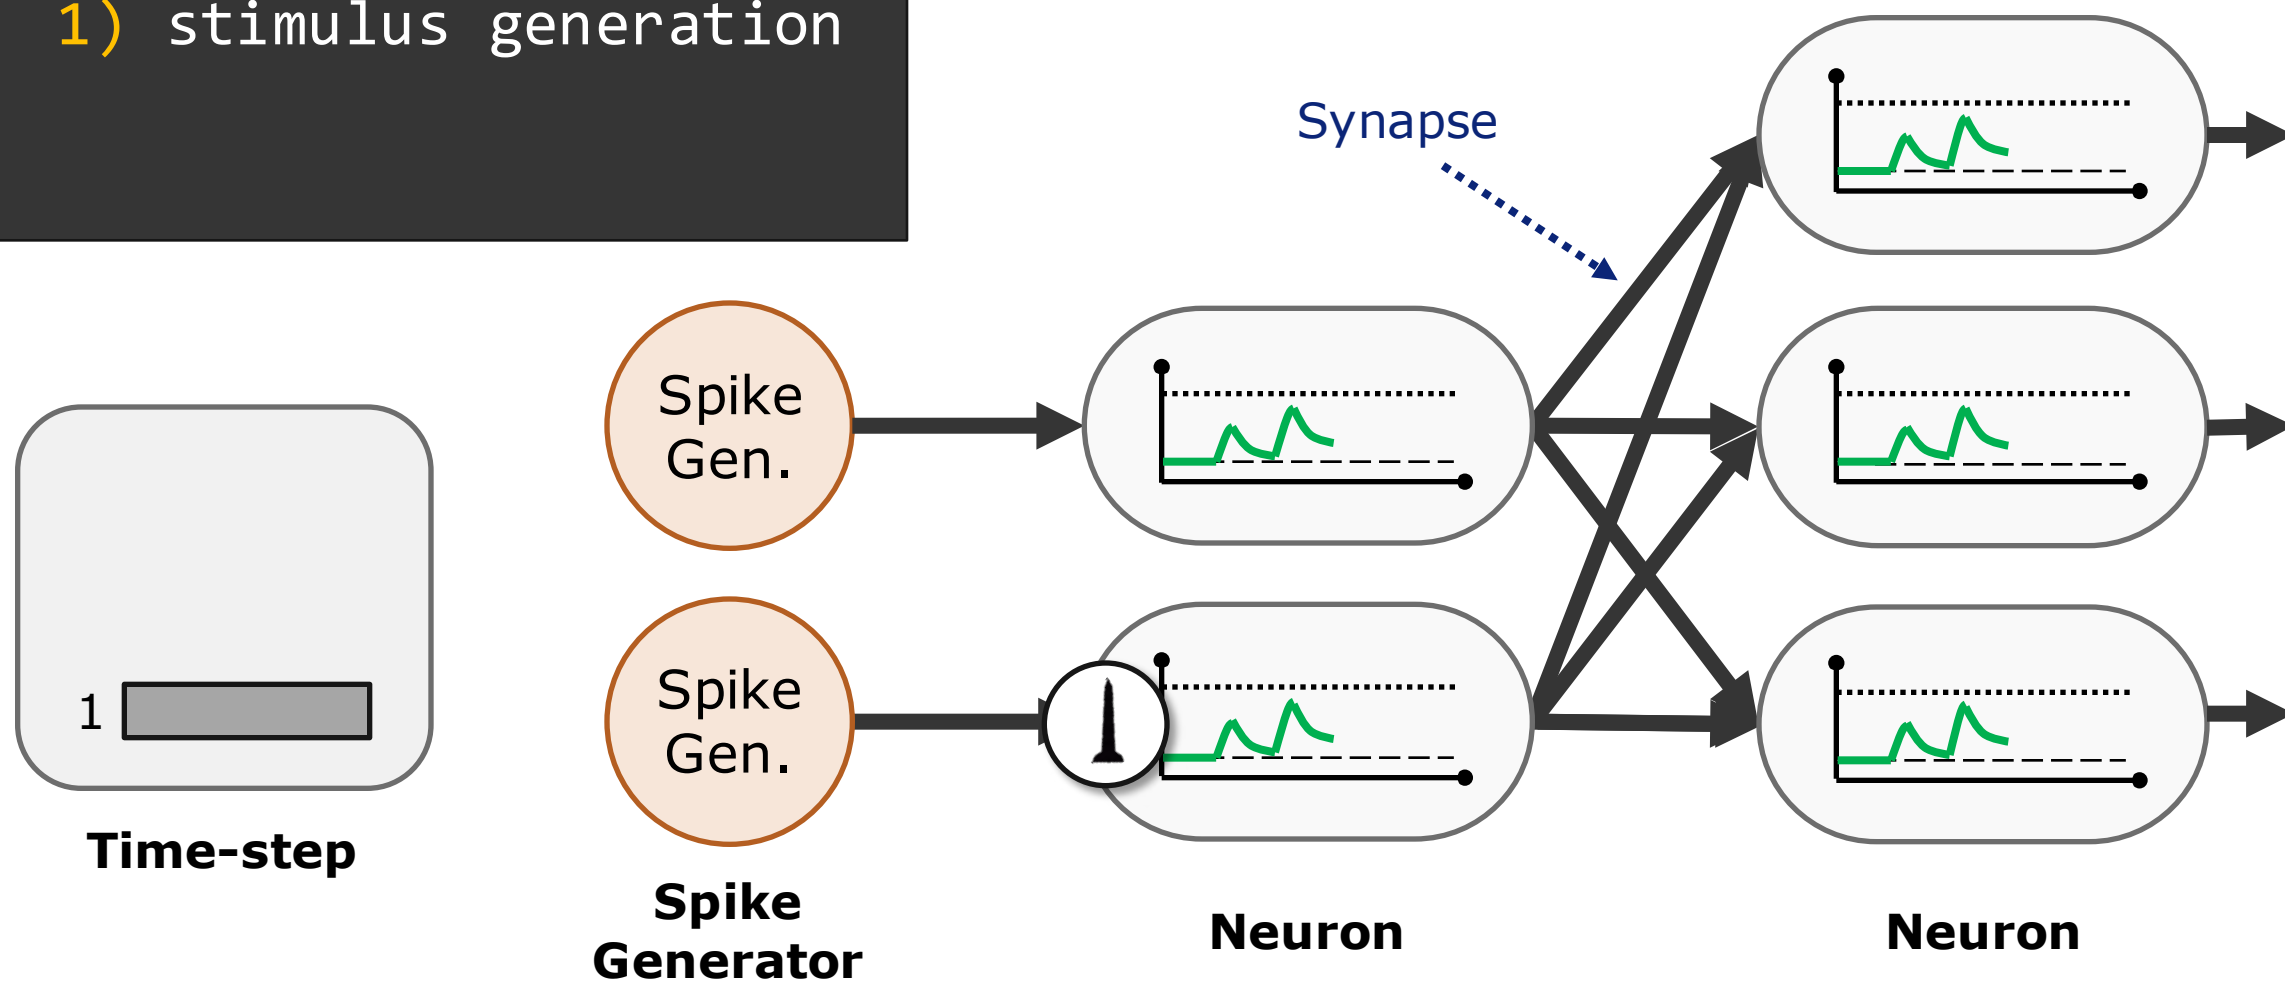 1) stimulus generation
Synapse
Spike
Gen.
Spike
Gen.
1
Time-step
Spike
Generator
Neuron
Neuron